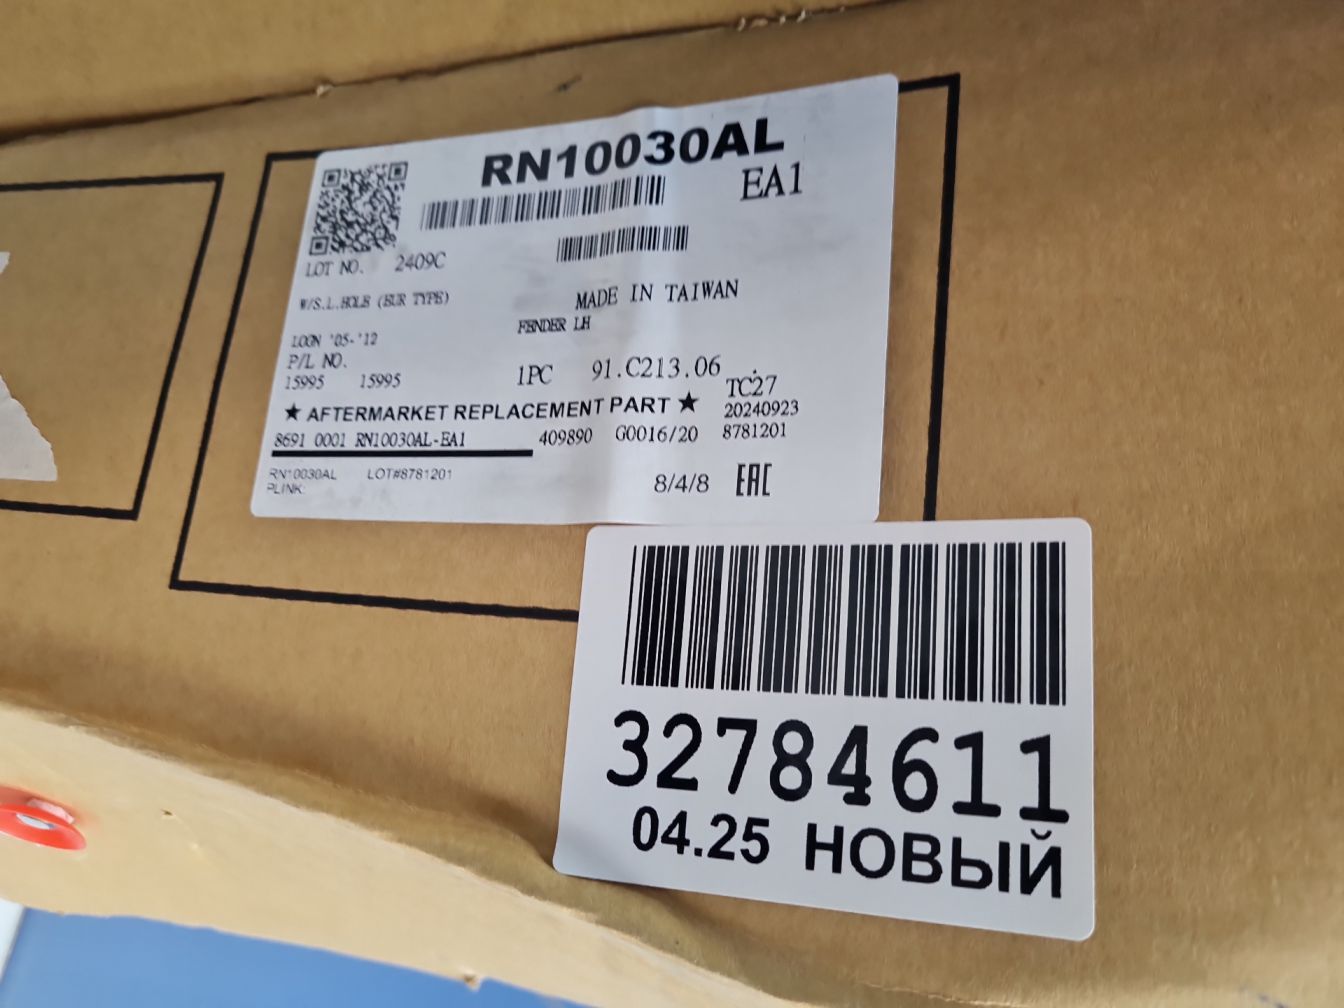 RN10030AL
EA1
LOT NO. 2409C
W/S.L.HOLE (EUR TYPE)
MADE IN TAIWAN
FENDER LH
LOGN '05-'12
P/L NO.
15995 15995
1PC 91.C213.06
TC27
★ AFTERMARKET REPLACEMENT PART ★
20240923
8691 0001 RN10030AL-EA1 409890 G0016/20 8781201
RN10030AL LOT#8781201
PLINK:
8/4/8 EAC
32784611
04.25 НОВЫЙ